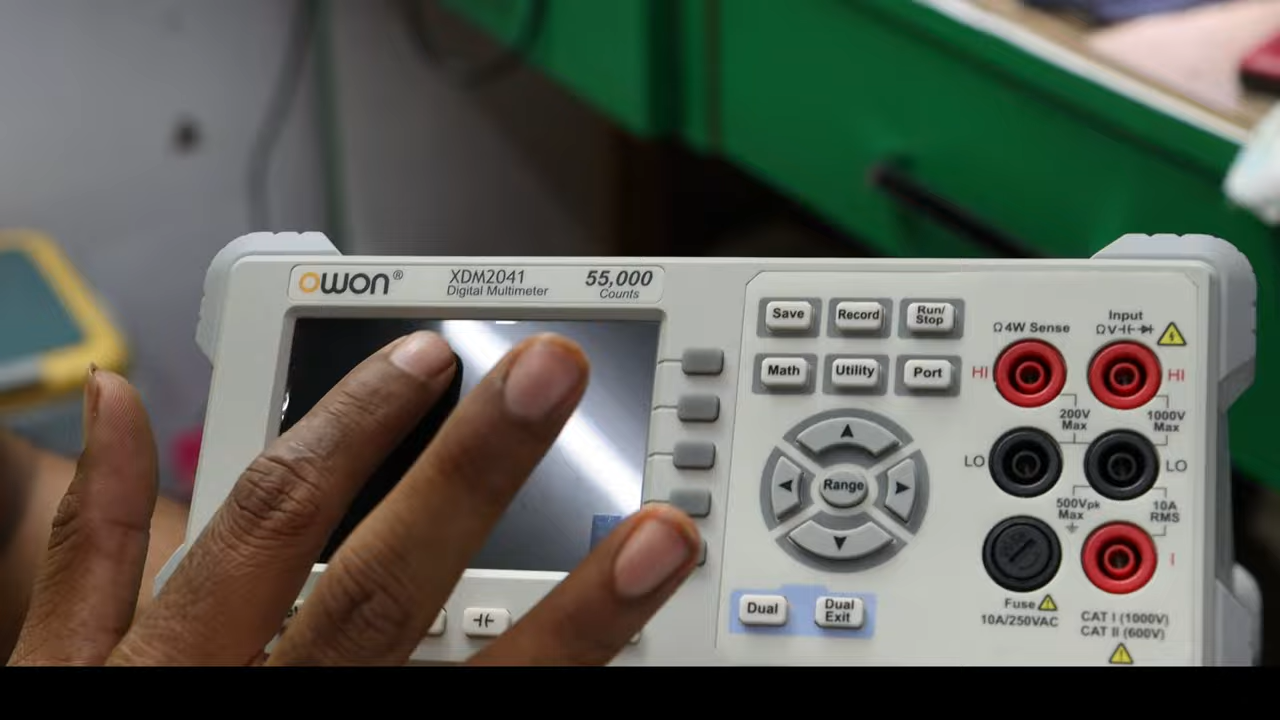 OWON®
XDM2041
Digital Multimeter
55,000
Counts
Save
Record
Run/
Stop
Math
Utility
Port
Range
Dual
Dual
Exit
Ω4W Sense
Input
ΩV
HI
HI
200V
Max
1000V
Max
LO
LO
500Vpk
Max
10A
RMS
I
Fuse
10A/250VAC
CAT I (1000V)
CAT II (600V)